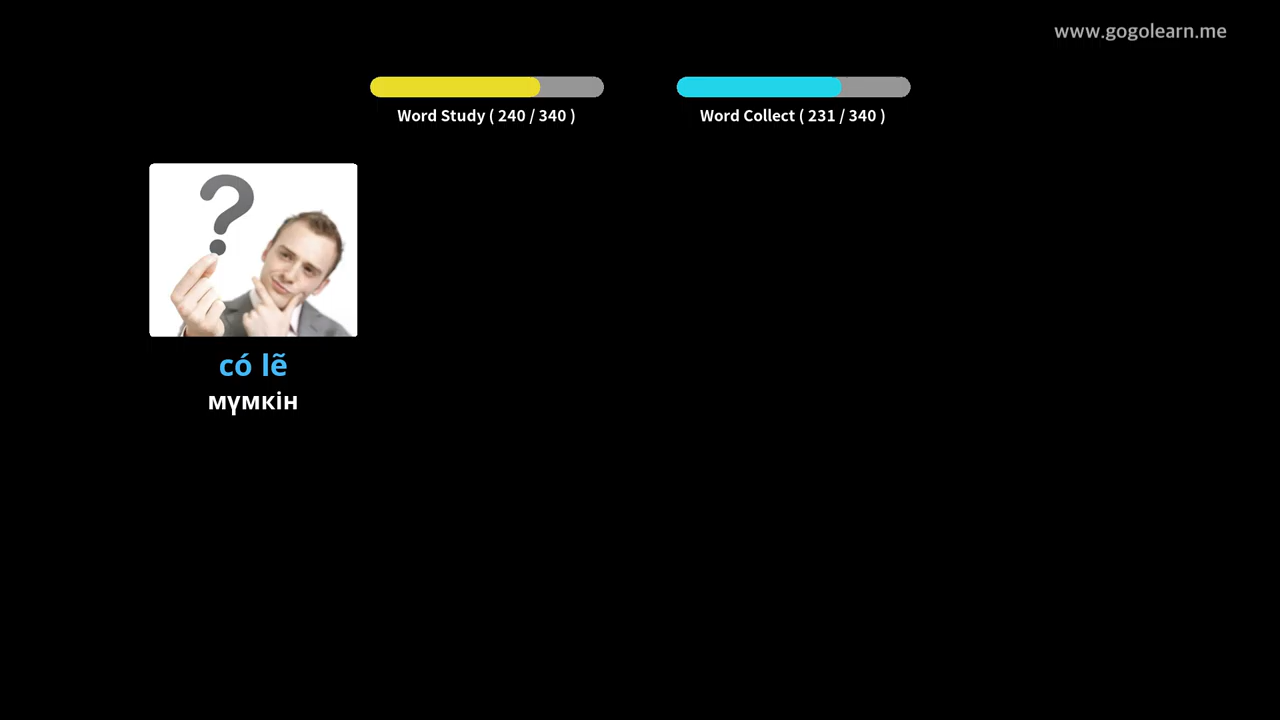 www.gogolearn.me
Word Study ( 240 / 340 )
Word Collect ( 231 / 340 )
?
có lẽ
мүмкін